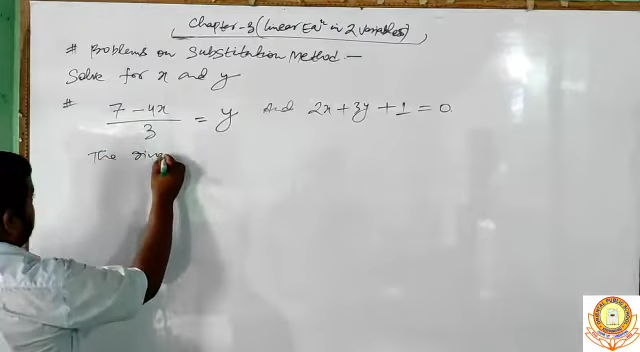 Chapter-3 (Linear Eqⁿ in 2 variables)
# Problems on Substitution Method —
Solve for x and y
# 7 - 4x / 3 = y And 2x + 3y + 1 = 0
The given